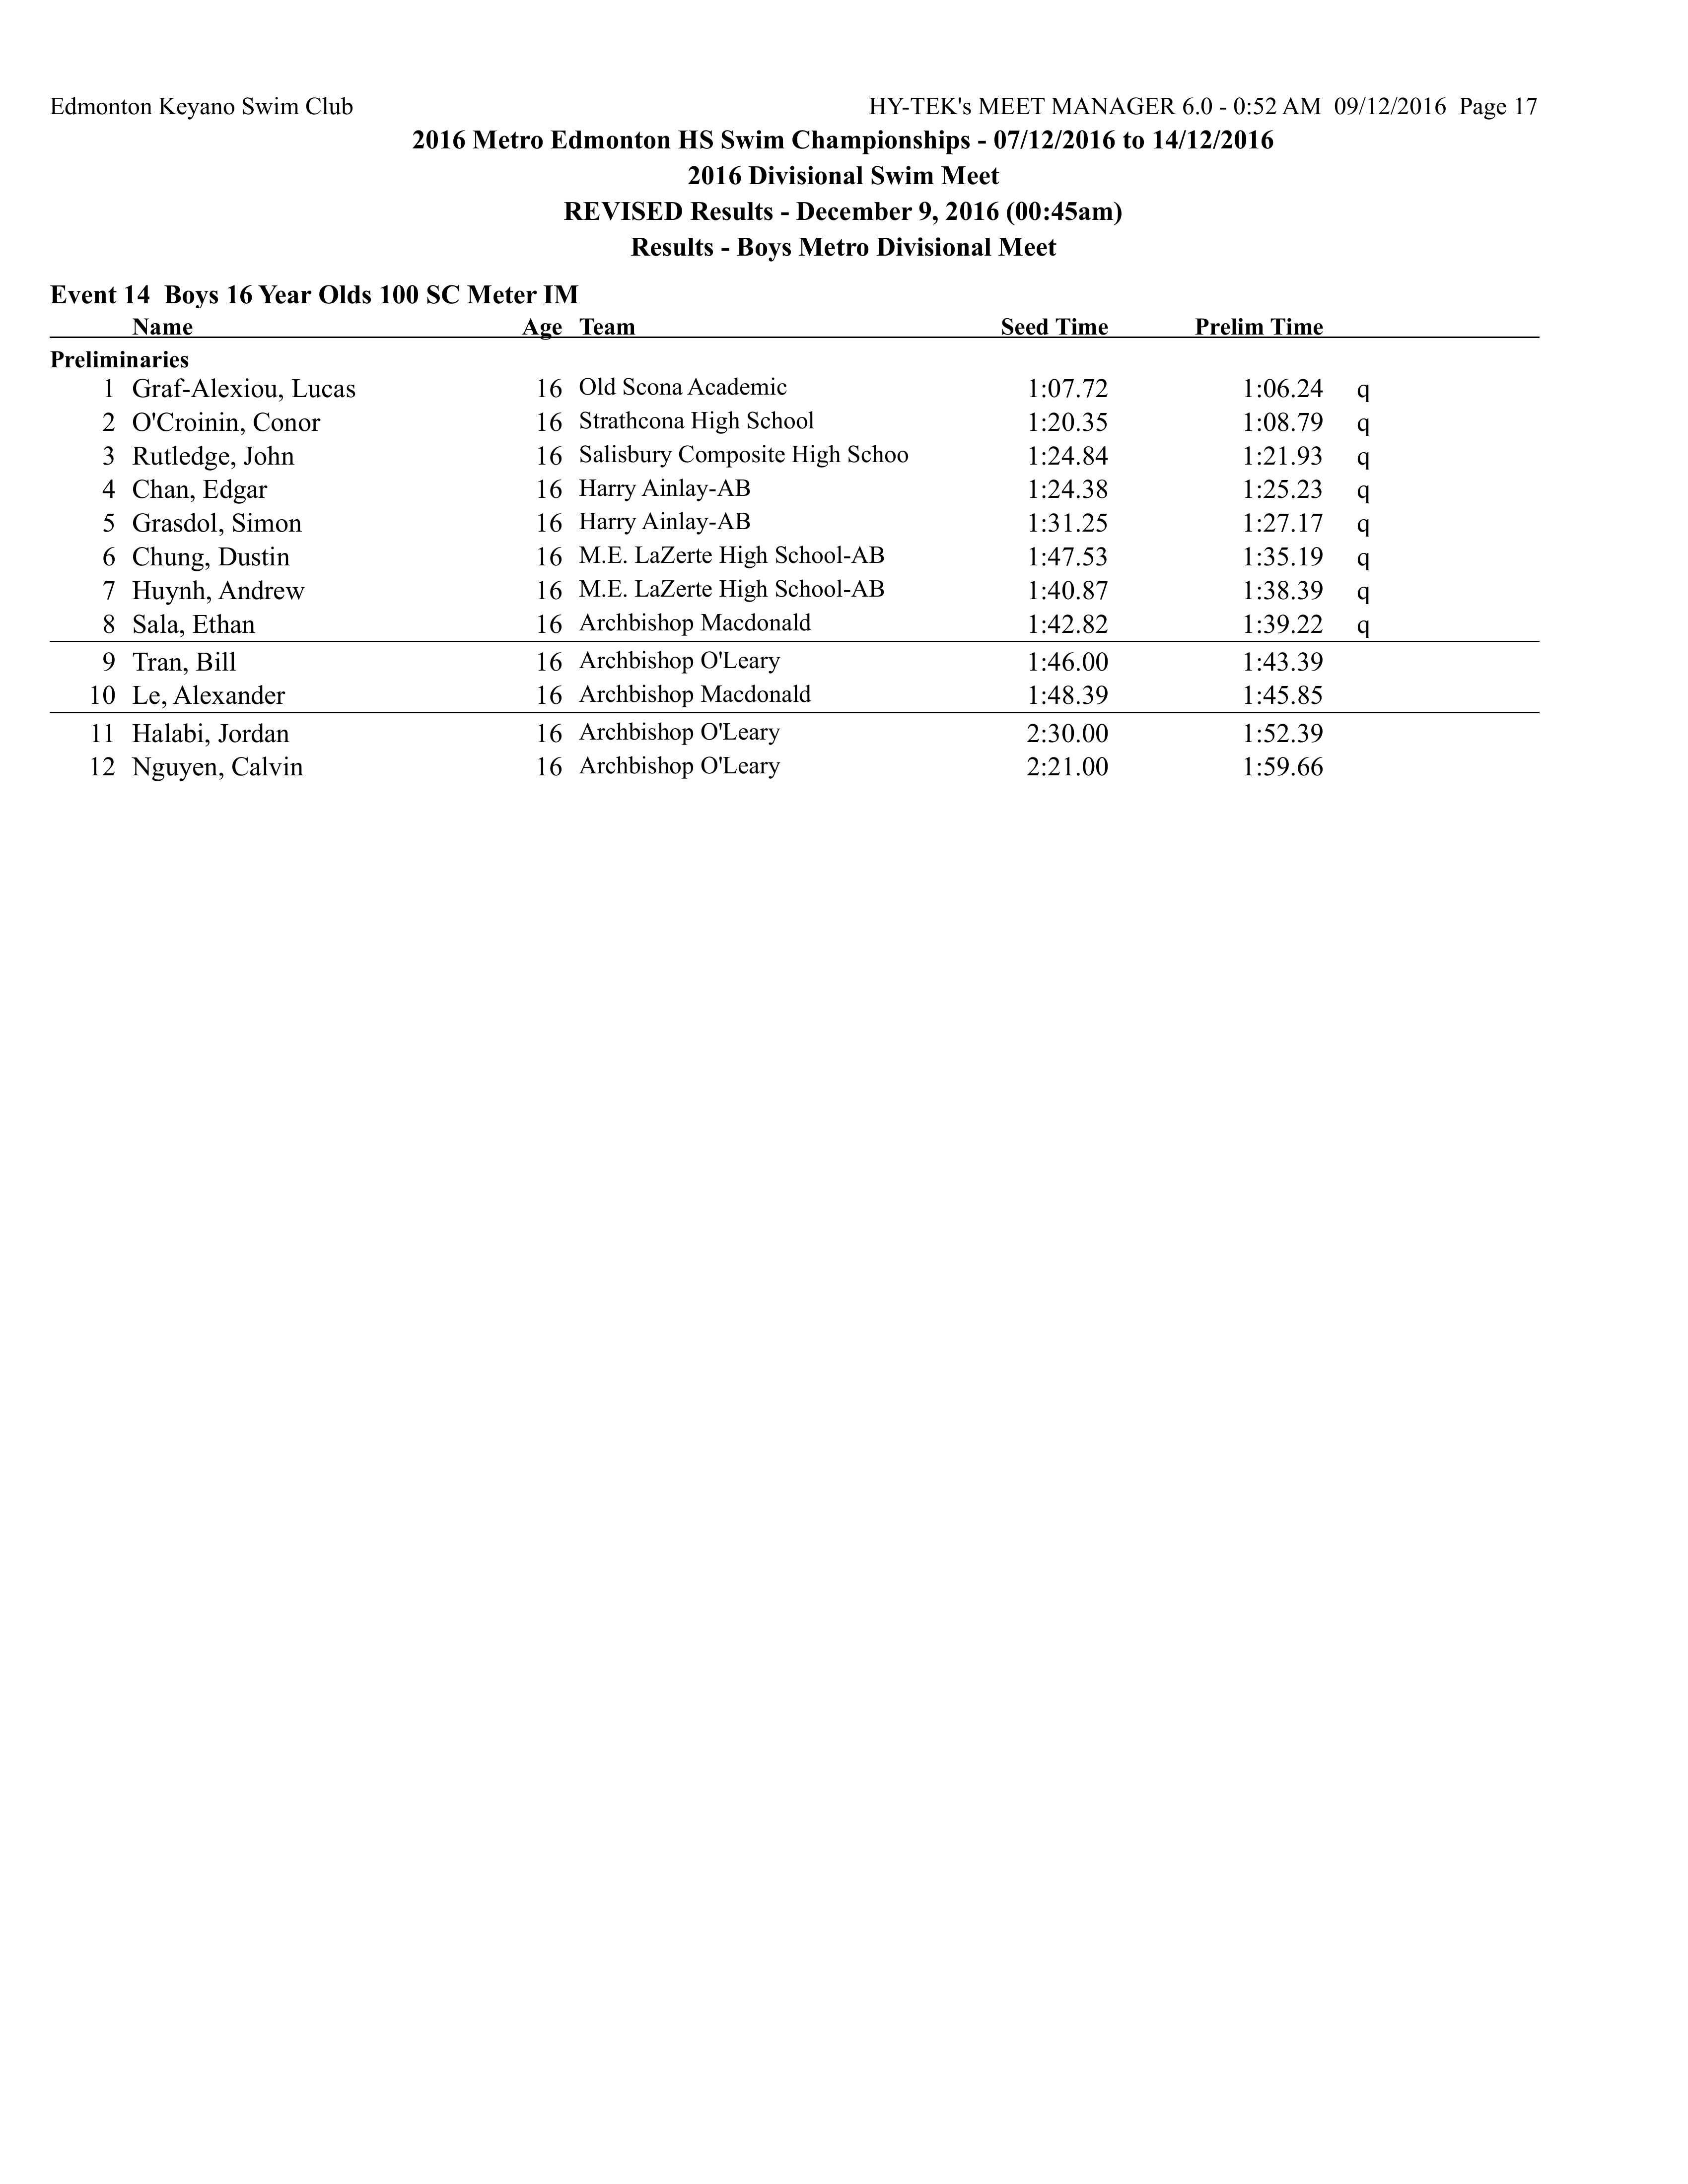 Edmonton Keyano Swim Club HY-TEK's MEET MANAGER 6.0 - 0:52 AM 09/12/2016 Page 17
2016 Metro Edmonton HS Swim Championships - 07/12/2016 to 14/12/2016
2016 Divisional Swim Meet
REVISED Results - December 9, 2016 (00:45am)
Results - Boys Metro Divisional Meet
Event 14 Boys 16 Year Olds 100 SC Meter IM
Name Age Team Seed Time Prelim Time
Preliminaries
1 Graf-Alexiou, Lucas 16 Old Scona Academic 1:07.72 1:06.24 q
2 O'Croinin, Conor 16 Strathcona High School 1:20.35 1:08.79 q
3 Rutledge, John 16 Salisbury Composite High Schoo 1:24.84 1:21.93 q
4 Chan, Edgar 16 Harry Ainlay-AB 1:24.38 1:25.23 q
5 Grasdol, Simon 16 Harry Ainlay-AB 1:31.25 1:27.17 q
6 Chung, Dustin 16 M.E. LaZerte High School-AB 1:47.53 1:35.19 q
7 Huynh, Andrew 16 M.E. LaZerte High School-AB 1:40.87 1:38.39 q
8 Sala, Ethan 16 Archbishop Macdonald 1:42.82 1:39.22 q
9 Tran, Bill 16 Archbishop O'Leary 1:46.00 1:43.39
10 Le, Alexander 16 Archbishop Macdonald 1:48.39 1:45.85
11 Halabi, Jordan 16 Archbishop O'Leary 2:30.00 1:52.39
12 Nguyen, Calvin 16 Archbishop O'Leary 2:21.00 1:59.66